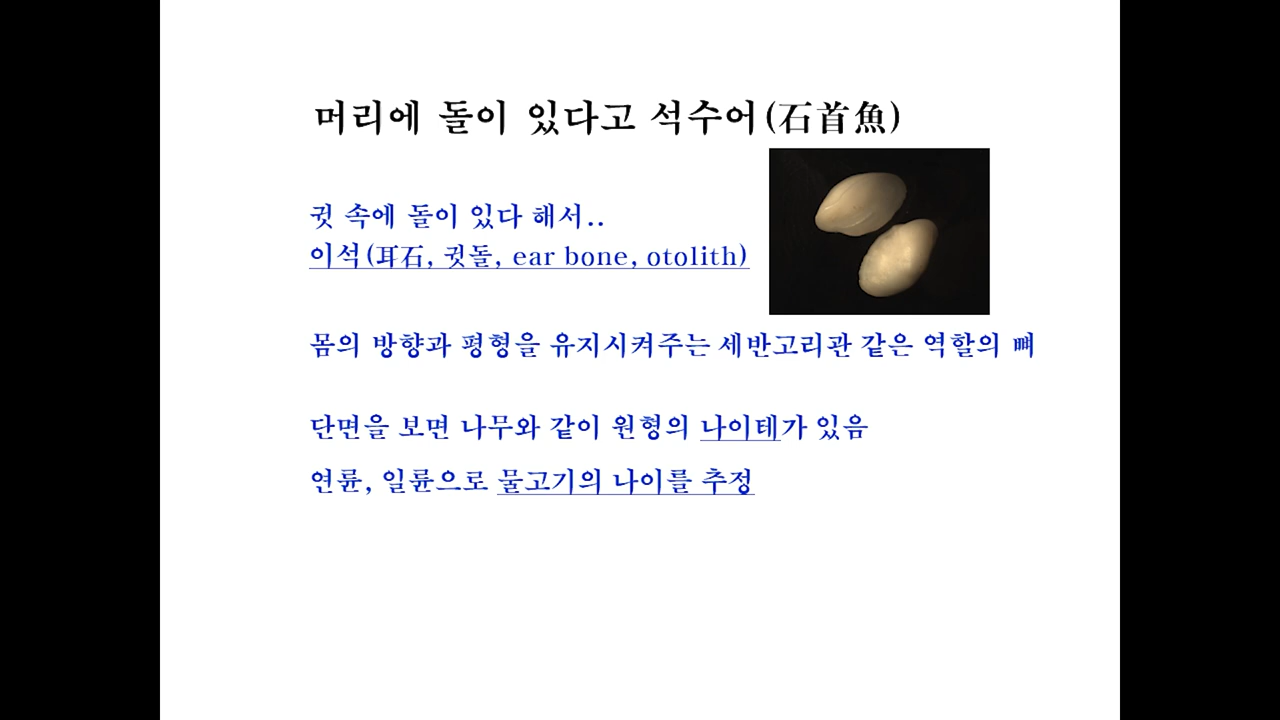 머리에 돌이 있다고 석수어(石首魚)
귓 속에 돌이 있다 해서..
이석(耳石, 귓돌, ear bone, otolith)
몸의 방향과 평형을 유지시켜주는 세반고리관 같은 역할의 뼈
단면을 보면 나무와 같이 원형의 나이테가 있음
연륜, 일륜으로 물고기의 나이를 추정